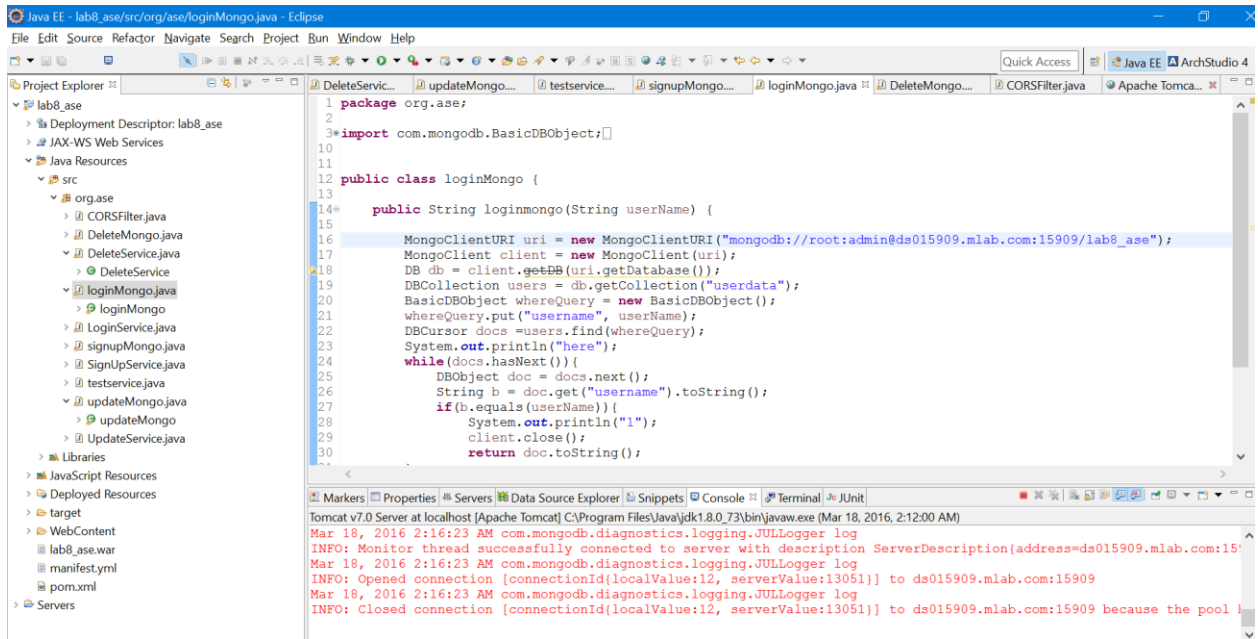 Java EE - lab8_ase/src/org/ase/loginMongo.java - Eclipse
File Edit Source Refactor Navigate Search Project Run Window Help
Quick Access Java EE ArchStudio 4
Project Explorer
DeleteServic... updateMongo.... testservice.... signupMongo.... loginMongo.java DeleteMongo.... CORSFilter.java Apache Tomca...
lab8_ase
Deployment Descriptor: lab8_ase
JAX-WS Web Services
Java Resources
src
org.ase
CORSFilter.java
DeleteMongo.java
DeleteService.java
DeleteService
loginMongo.java
loginMongo
LoginService.java
signupMongo.java
SignUpService.java
testservice.java
updateMongo.java
updateMongo
UpdateService.java
Libraries
JavaScript Resources
Deployed Resources
target
WebContent
lab8_ase.war
manifest.yml
pom.xml
Servers
1 package org.ase;
2
3 import com.mongodb.BasicDBObject;
10
11
12 public class loginMongo {
13
14 public String loginmongo(String userName) {
15
16 MongoClientURI uri = new MongoClientURI("mongodb://root:admin@ds015909.mlab.com:15909/lab8_ase");
17 MongoClient client = new MongoClient(uri);
18 DB db = client.getDB(uri.getDatabase());
19 DBCollection users = db.getCollection("userdata");
20 BasicDBObject whereQuery = new BasicDBObject();
21 whereQuery.put("username", userName);
22 DBCursor docs =users.find(whereQuery);
23 System.out.println("here");
24 while(docs.hasNext()){
25 DBObject doc = docs.next();
26 String b = doc.get("username").toString();
27 if(b.equals(userName)){
28 System.out.println("1");
29 client.close();
30 return doc.toString();
Markers Properties Servers Data Source Explorer Snippets Console Terminal JUnit
Tomcat v7.0 Server at localhost [Apache Tomcat] C:\Program Files\Java\jdk1.8.0_73\bin\javaw.exe (Mar 18, 2016, 2:12:00 AM)
Mar 18, 2016 2:16:23 AM com.mongodb.diagnostics.logging.JULLogger log
INFO: Monitor thread successfully connected to server with description ServerDescription{address=ds015909.mlab.com:15
Mar 18, 2016 2:16:23 AM com.mongodb.diagnostics.logging.JULLogger log
INFO: Opened connection [connectionId{localValue:12, serverValue:13051}] to ds015909.mlab.com:15909
Mar 18, 2016 2:16:23 AM com.mongodb.diagnostics.logging.JULLogger log
INFO: Closed connection [connectionId{localValue:12, serverValue:13051}] to ds015909.mlab.com:15909 because the pool